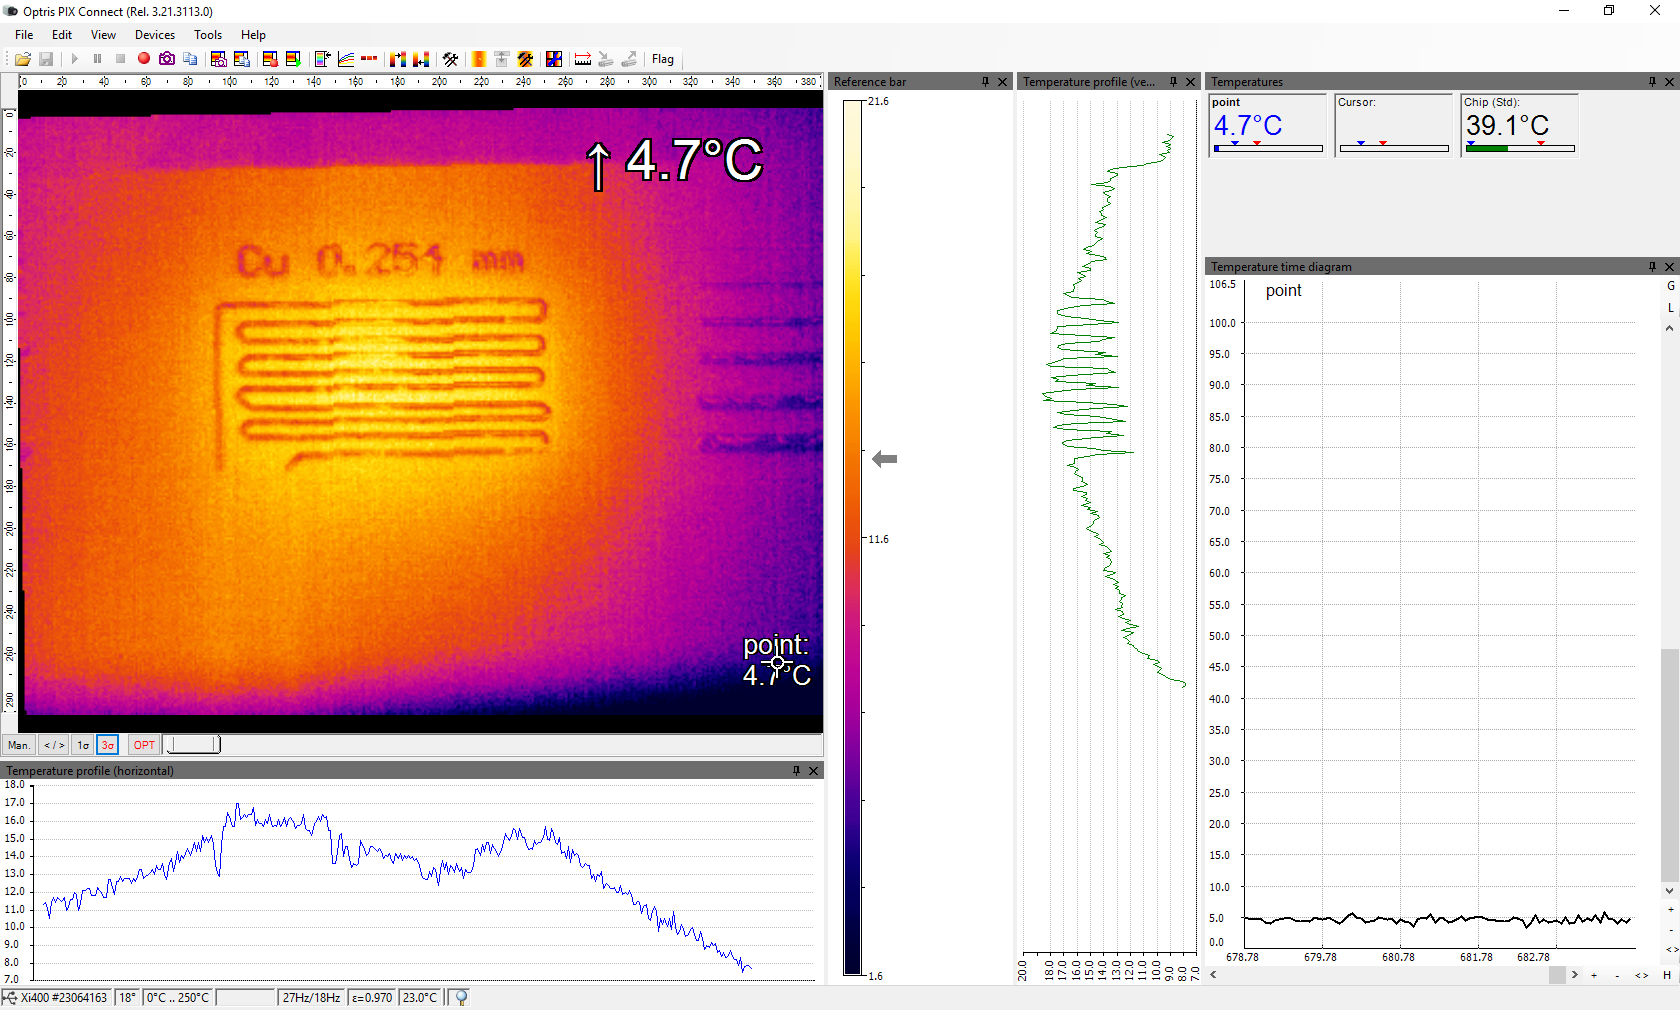 Optris PIX Connect (Rel. 3.21.3113.0)
File Edit View Devices Tools Help
Flag
0 20 40 60 80 100 120 140 160 180 200 220 240 260 280 300 320 340 360 380
0
20
40
60
80
100
120
140
160
180
200
220
240
260
290
↑ 4.7°C
Cu 0.254 mm
point:
4.7°C
Man. < / > 1σ 3σ OPT
Reference bar
21.6
11.6
1.6
Temperature profile (ve...
20.0 18.0 17.0 16.0 15.0 14.0 13.0 12.0 11.0 10.0 9.0 8.0 7.0
Temperatures
point
4.7°C
Cursor:
Chip (Std):
39.1°C
Temperature time diagram
point
106.5
100.0
95.0
90.0
85.0
80.0
75.0
70.0
65.0
60.0
55.0
50.0
45.0
40.0
35.0
30.0
25.0
20.0
15.0
10.0
5.0
0.0
678.78 679.78 680.78 681.78 682.78
G
L
+
-
<>
+ - <> H
Temperature profile (horizontal)
18.0
17.0
16.0
15.0
14.0
13.0
12.0
11.0
10.0
9.0
8.0
7.0
Xi400 #23064163 18° 0°C .. 250°C 27Hz/18Hz ε=0.970 23.0°C